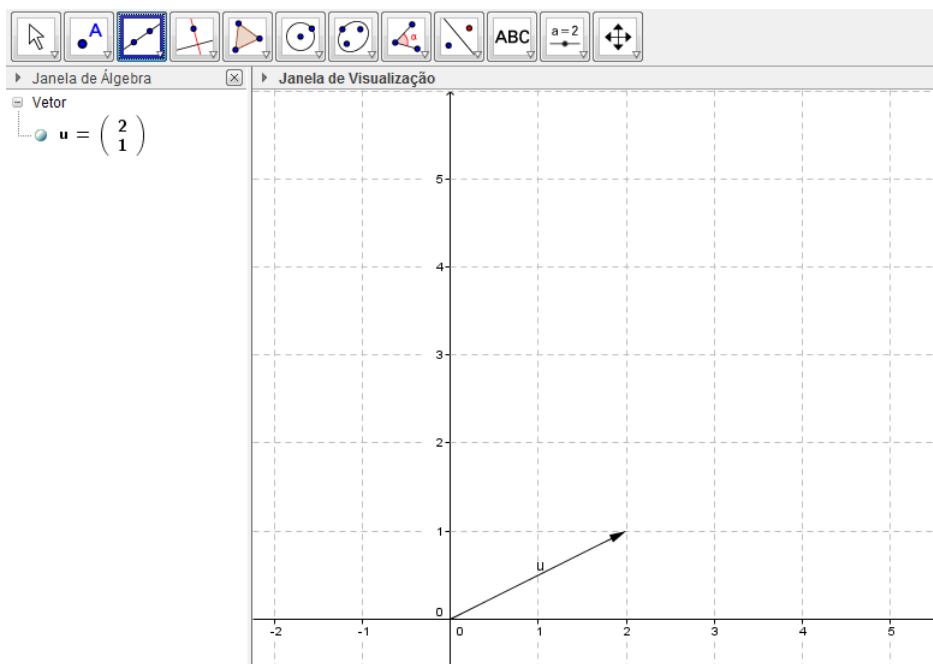 A
α
ABC
a=2
Janela de Álgebra
Janela de Visualização
Vetor
u = ( 2 1 )
5
4
3
2
1
u
0
-2 -1 0 1 2 3 4 5